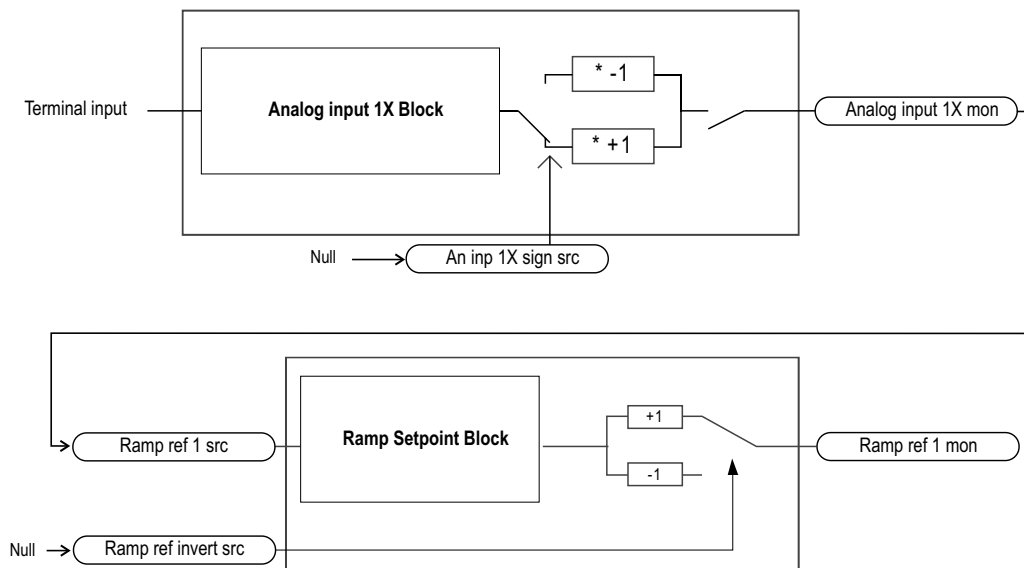 * -1
Terminal input
Analog input 1X Block
Analog input 1X mon
* +1
Null
An inp 1X sign src
+1
Ramp ref 1 src
Ramp Setpoint Block
Ramp ref 1 mon
-1
Null
Ramp ref invert src